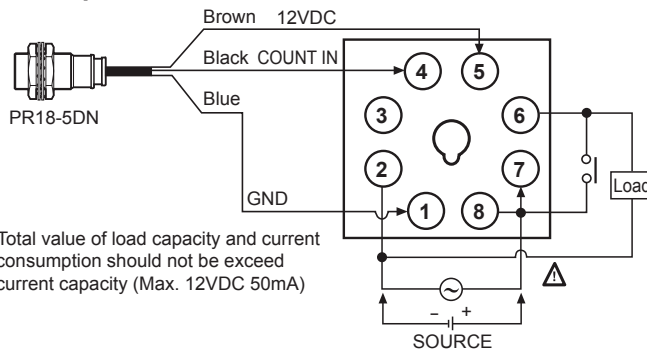 Brown 12VDC
Black COUNT IN
Blue
PR18-5DN
GND
4 5
3 6
2 7
1 8
Load
Total value of load capacity and current
consumption should not be exceed
current capacity (Max. 12VDC 50mA)
!
− +
SOURCE